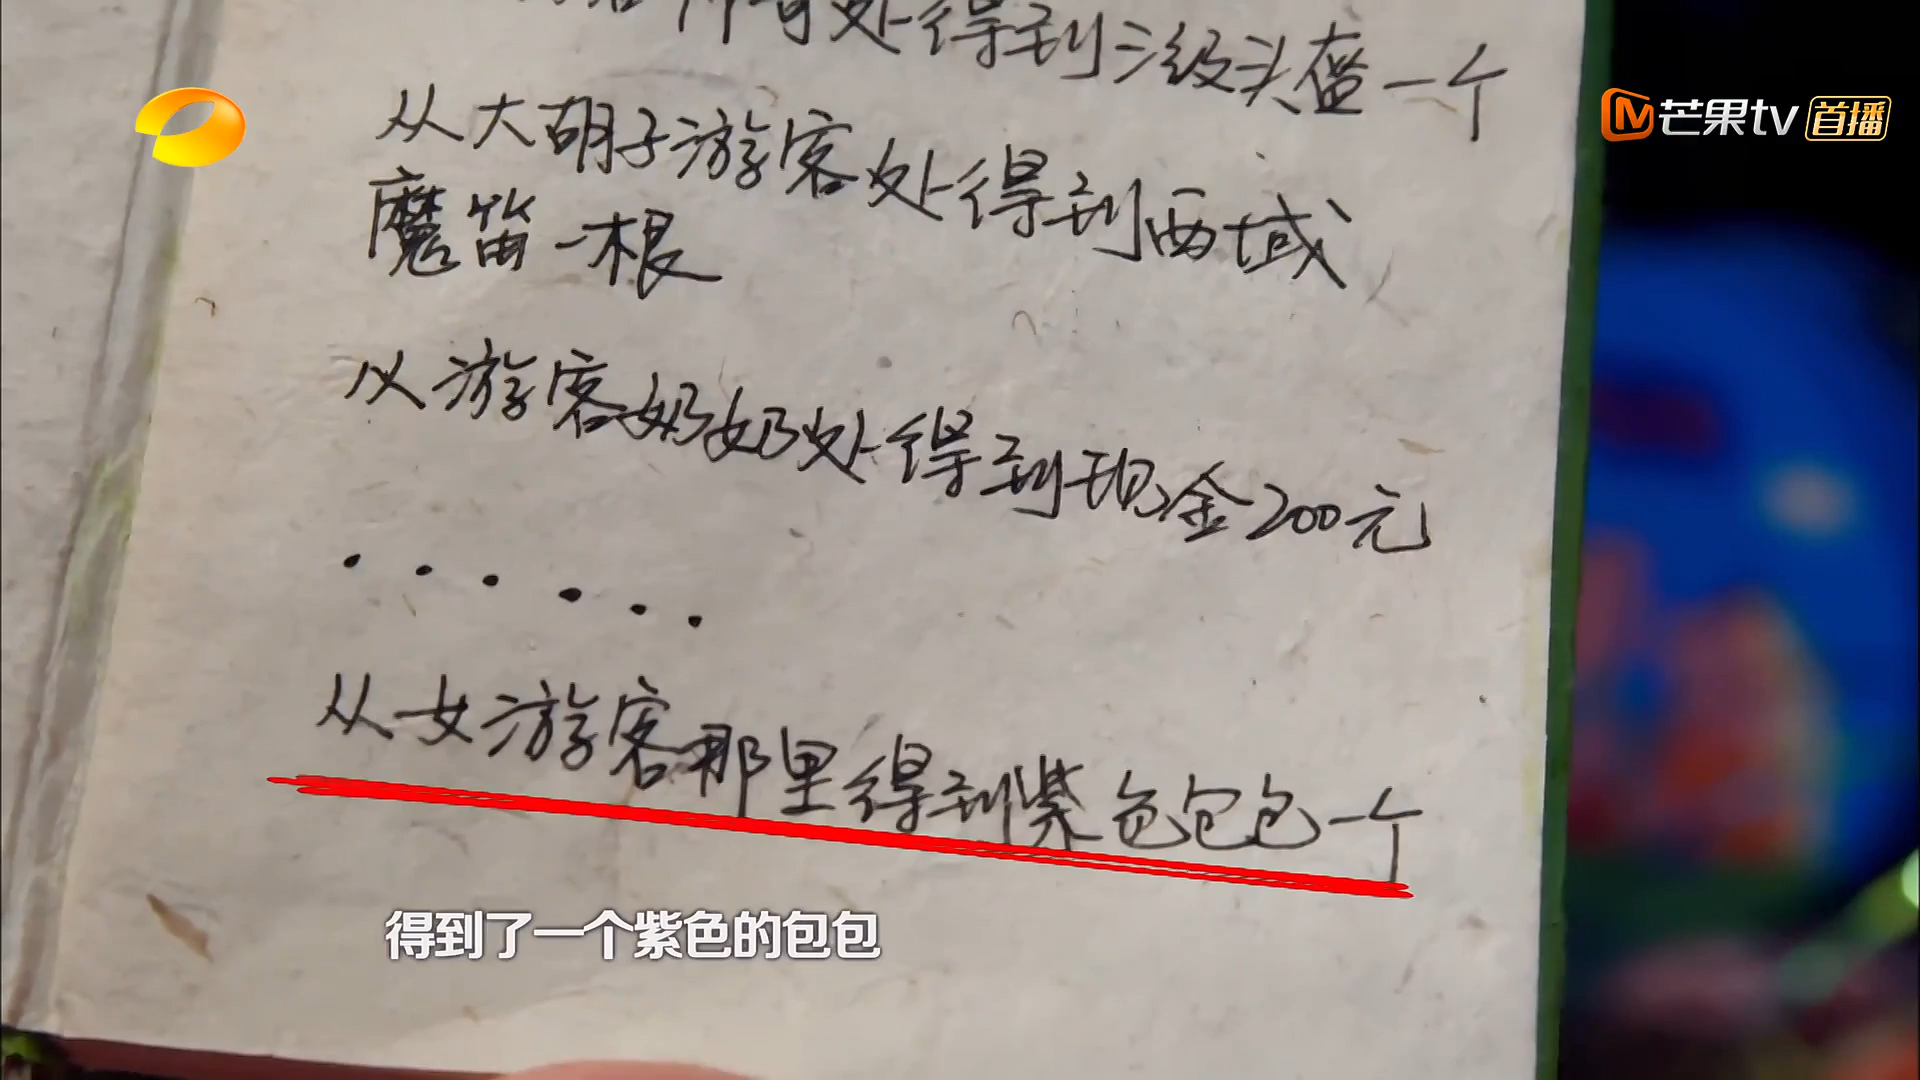 处得到三级头盔一个
从大胡子游客处得到西域
魔笛一根
从游客奶奶处得到现金200元
......
从女游客那里得到紫色包包一个
得到了一个紫色的包包
芒果tv 首播